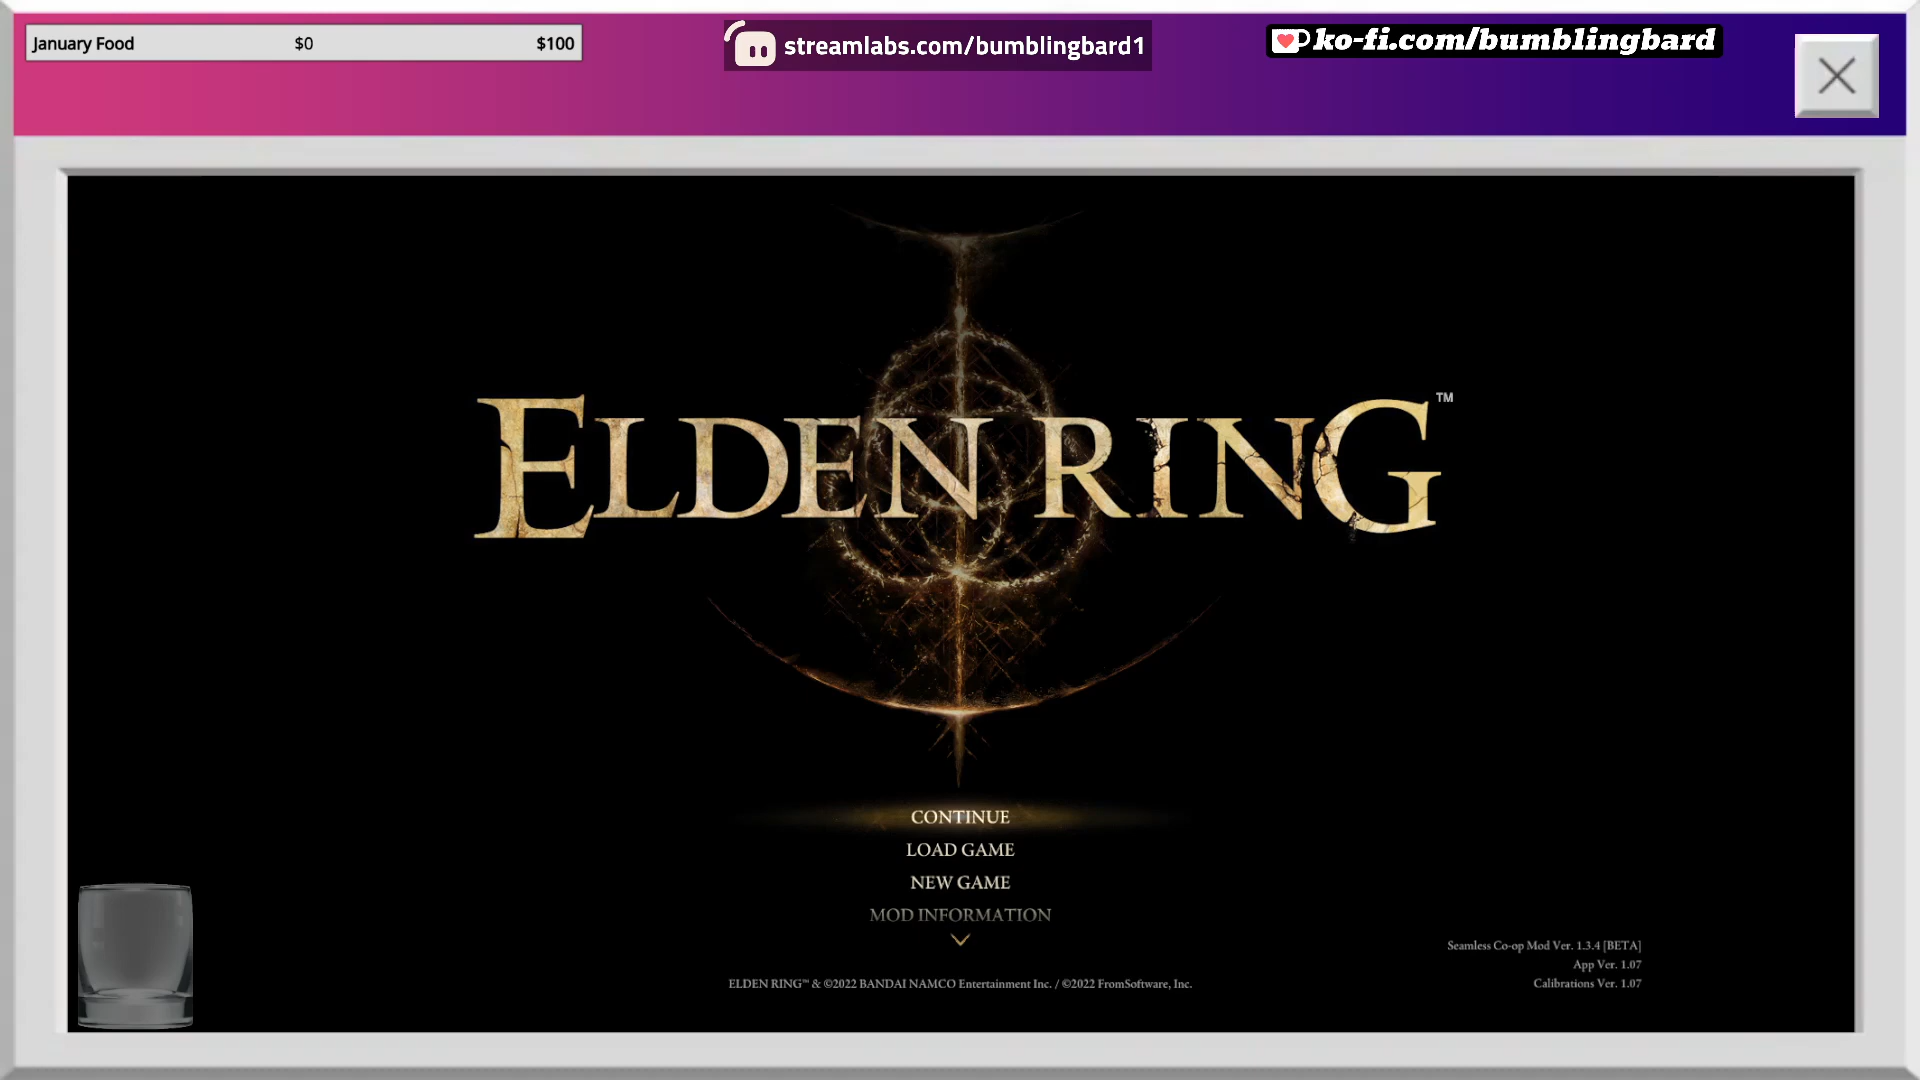 January Food $0 $100
streamlabs.com/bumblingbard1
ko-fi.com/bumblingbard
ELDEN RING™
CONTINUE
LOAD GAME
NEW GAME
MOD INFORMATION
Seamless Co-op Mod Ver. 1.3.4 [BETA]
App Ver. 1.07
Calibrations Ver. 1.07
ELDEN RING™ & ©2022 BANDAI NAMCO Entertainment Inc. / ©2022 FromSoftware, Inc.